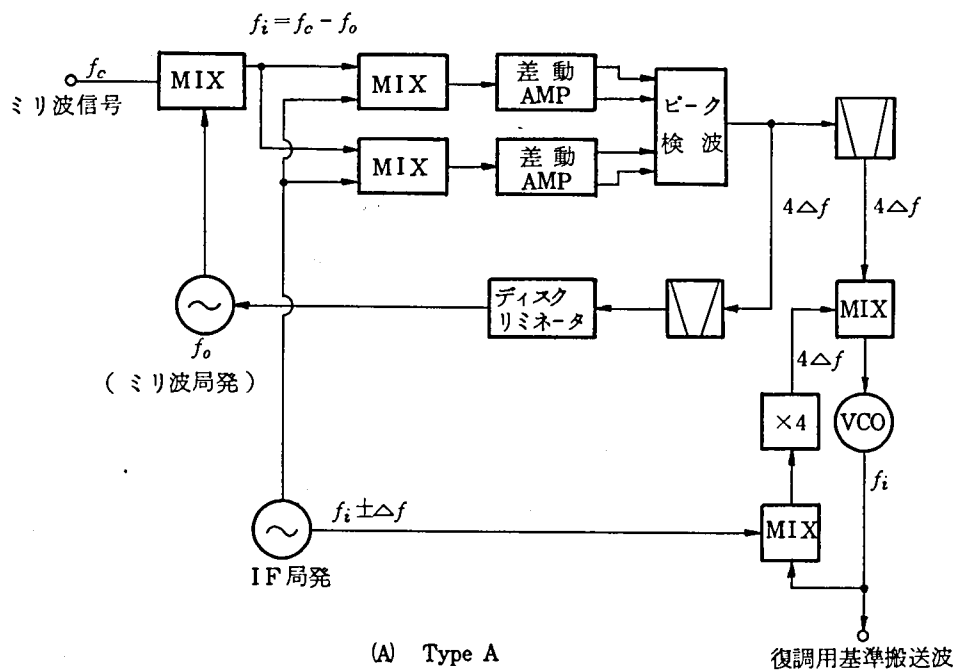 fi＝fc－fo
fc
ミリ波信号
MIX
MIX
差動
AMP
ピーク
検波
MIX
差動
AMP
4△f
4△f
ディスク
リミネータ
MIX
fo
（ミリ波局発）
4△f
×4
VCO
fi
fi±△f
MIX
IF局発
(A) Type A
復調用基準搬送波